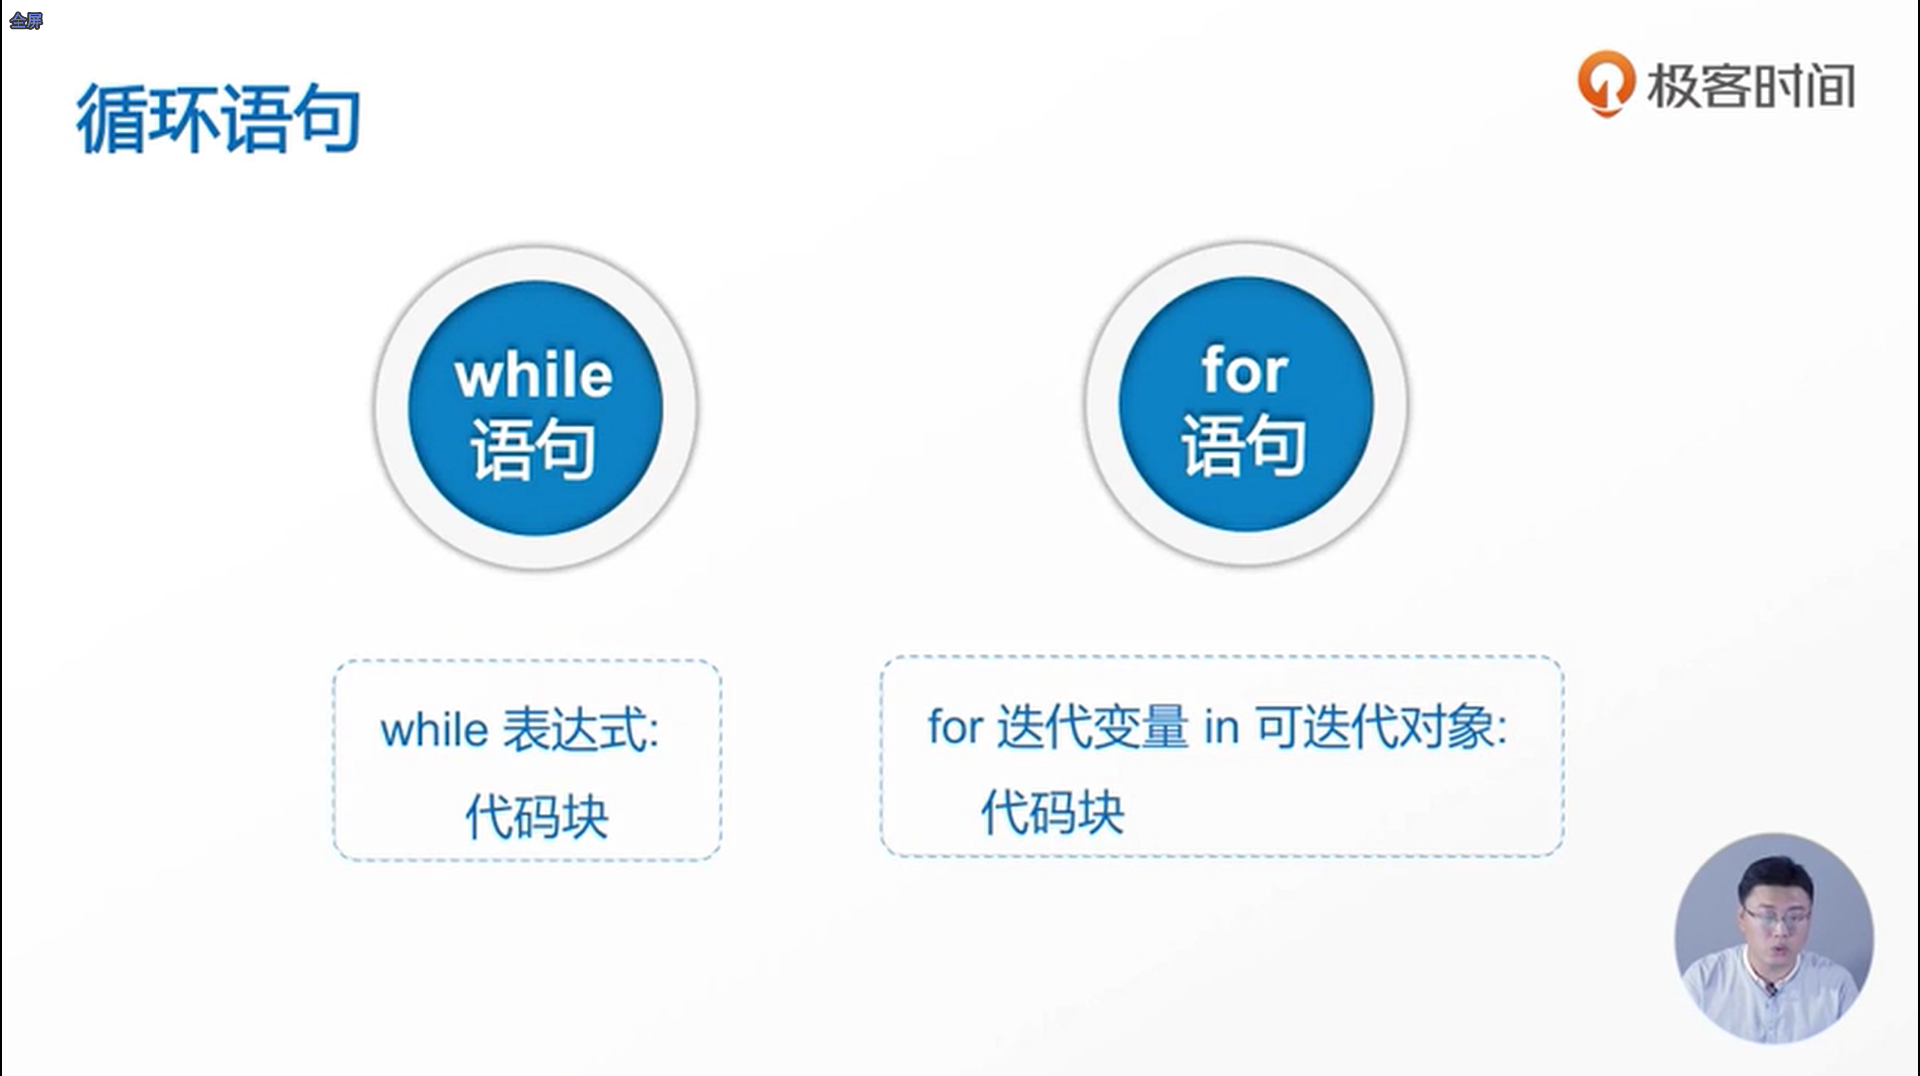 全屏
极客时间
循环语句
while
语句
for
语句
while 表达式:
代码块
for 迭代变量 in 可迭代对象:
代码块